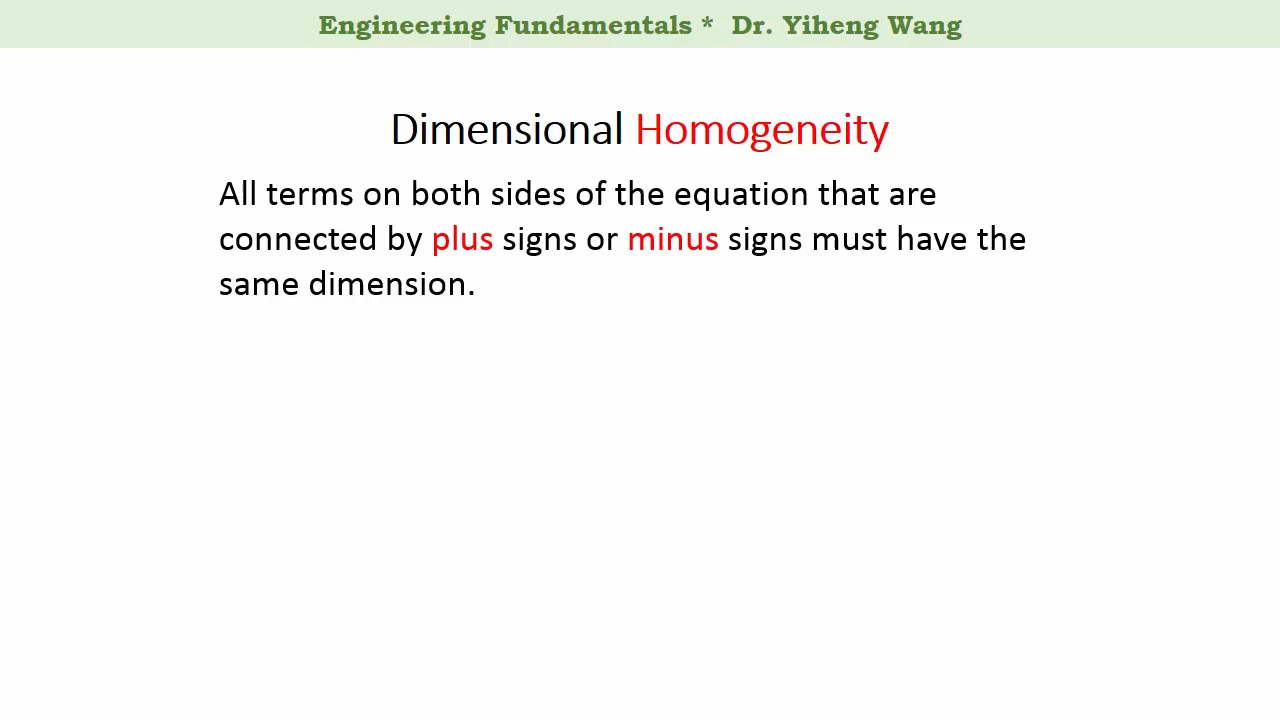 Engineering Fundamentals * Dr. Yiheng Wang
Dimensional Homogeneity
All terms on both sides of the equation that are
connected by plus signs or minus signs must have the
same dimension.